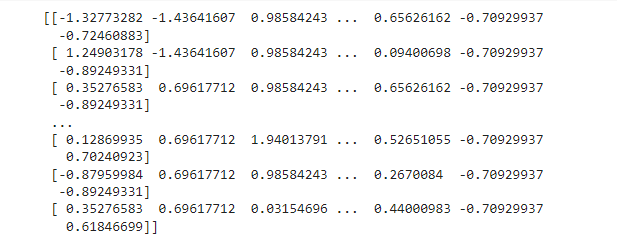 [[-1.32773282 -1.43641607  0.98584243 ...  0.65626162 -0.70929937
  -0.72460883]
 [ 1.24903178 -1.43641607  0.98584243 ...  0.09400698 -0.70929937
  -0.89249331]
 [ 0.35276583  0.69617712  0.98584243 ...  0.65626162 -0.70929937
  -0.89249331]
 ...
 [ 0.12869935  0.69617712  1.94013791 ...  0.52651055 -0.70929937
   0.70240923]
 [-0.87959984  0.69617712  0.98584243 ...  0.2670084  -0.70929937
  -0.89249331]
 [ 0.35276583  0.69617712  0.03154696 ...  0.44000983 -0.70929937
   0.61846699]]